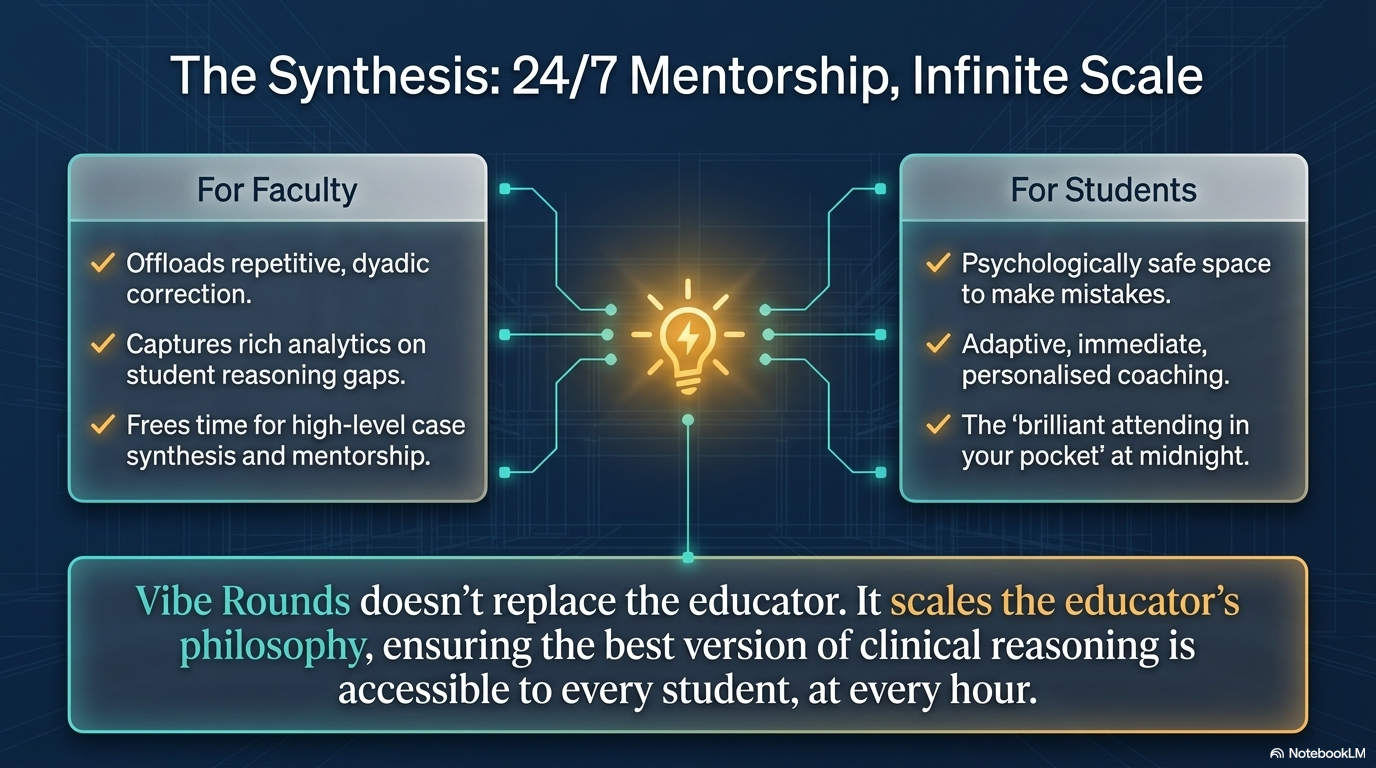 The Synthesis: 24/7 Mentorship, Infinite Scale
For Faculty
Offloads repetitive, dyadic
correction.
Captures rich analytics on
student reasoning gaps.
Frees time for high-level case
synthesis and mentorship.
For Students
Psychologically safe space
to make mistakes.
Adaptive, immediate,
personalised coaching.
The ‘brilliant attending in
your pocket’ at midnight.
Vibe Rounds doesn’t replace the educator. It scales the educator’s
philosophy, ensuring the best version of clinical reasoning is
accessible to every student, at every hour.
NotebookLM